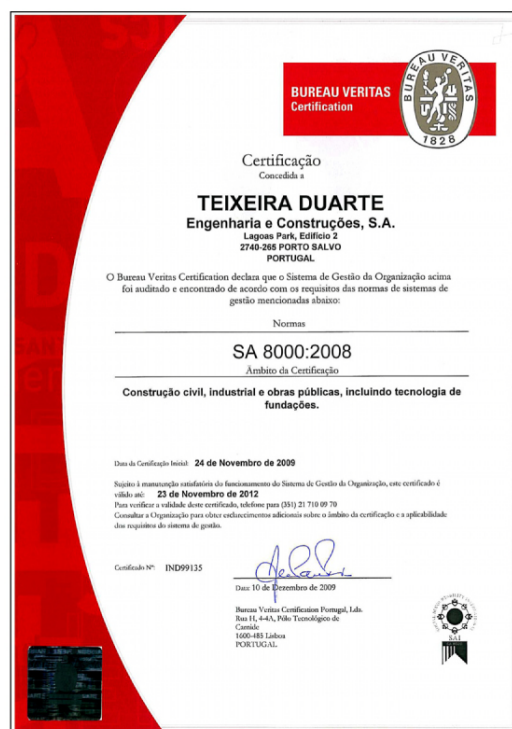 BUREAU VERITAS
Certification
BUREAU VERITAS
1828
Certificação
Concedida a
TEIXEIRA DUARTE
Engenharia e Construções, S.A.
Lagoas Park, Edifício 2
2740-265 PORTO SALVO
PORTUGAL
O Bureau Veritas Certification declara que o Sistema de Gestão da Organização acima
foi auditado e encontrado de acordo com os requisitos das normas de sistemas de
gestão mencionadas abaixo:
Normas
SA 8000:2008
Âmbito da Certificação
Construção civil, industrial e obras públicas, incluindo tecnologia de
fundações.
Data da Certificação Inicial: 24 de Novembro de 2009
Sujeito à manutenção satisfatória do funcionamento do Sistema de Gestão da Organização, este certificado é
válido até: 23 de Novembro de 2012
Para verificar a validade deste certificado, telefone para (351) 21 710 09 70
Consultar a Organização para obter esclarecimentos adicionais sobre o âmbito da certificação e a aplicabilidade
dos requisitos do sistema de gestão.
Certificado Nº: IND99135
Data: 10 de Dezembro de 2009
Bureau Veritas Certification Portugal, Lda.
Rua H, 4-4A, Pólo Tecnológico de
Carnide
1600-485 Lisboa
PORTUGAL
SAI